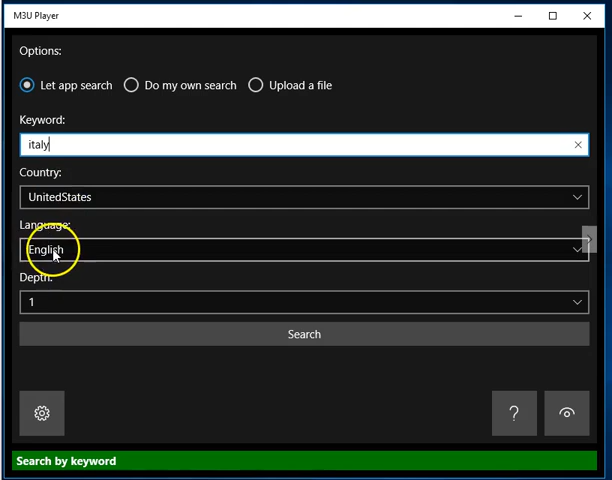 M3U Player
Options:
Let app search Do my own search Upload a file
Keyword:
italy
Country:
UnitedStates
Language:
English
Depth:
1
Search
?
Search by keyword